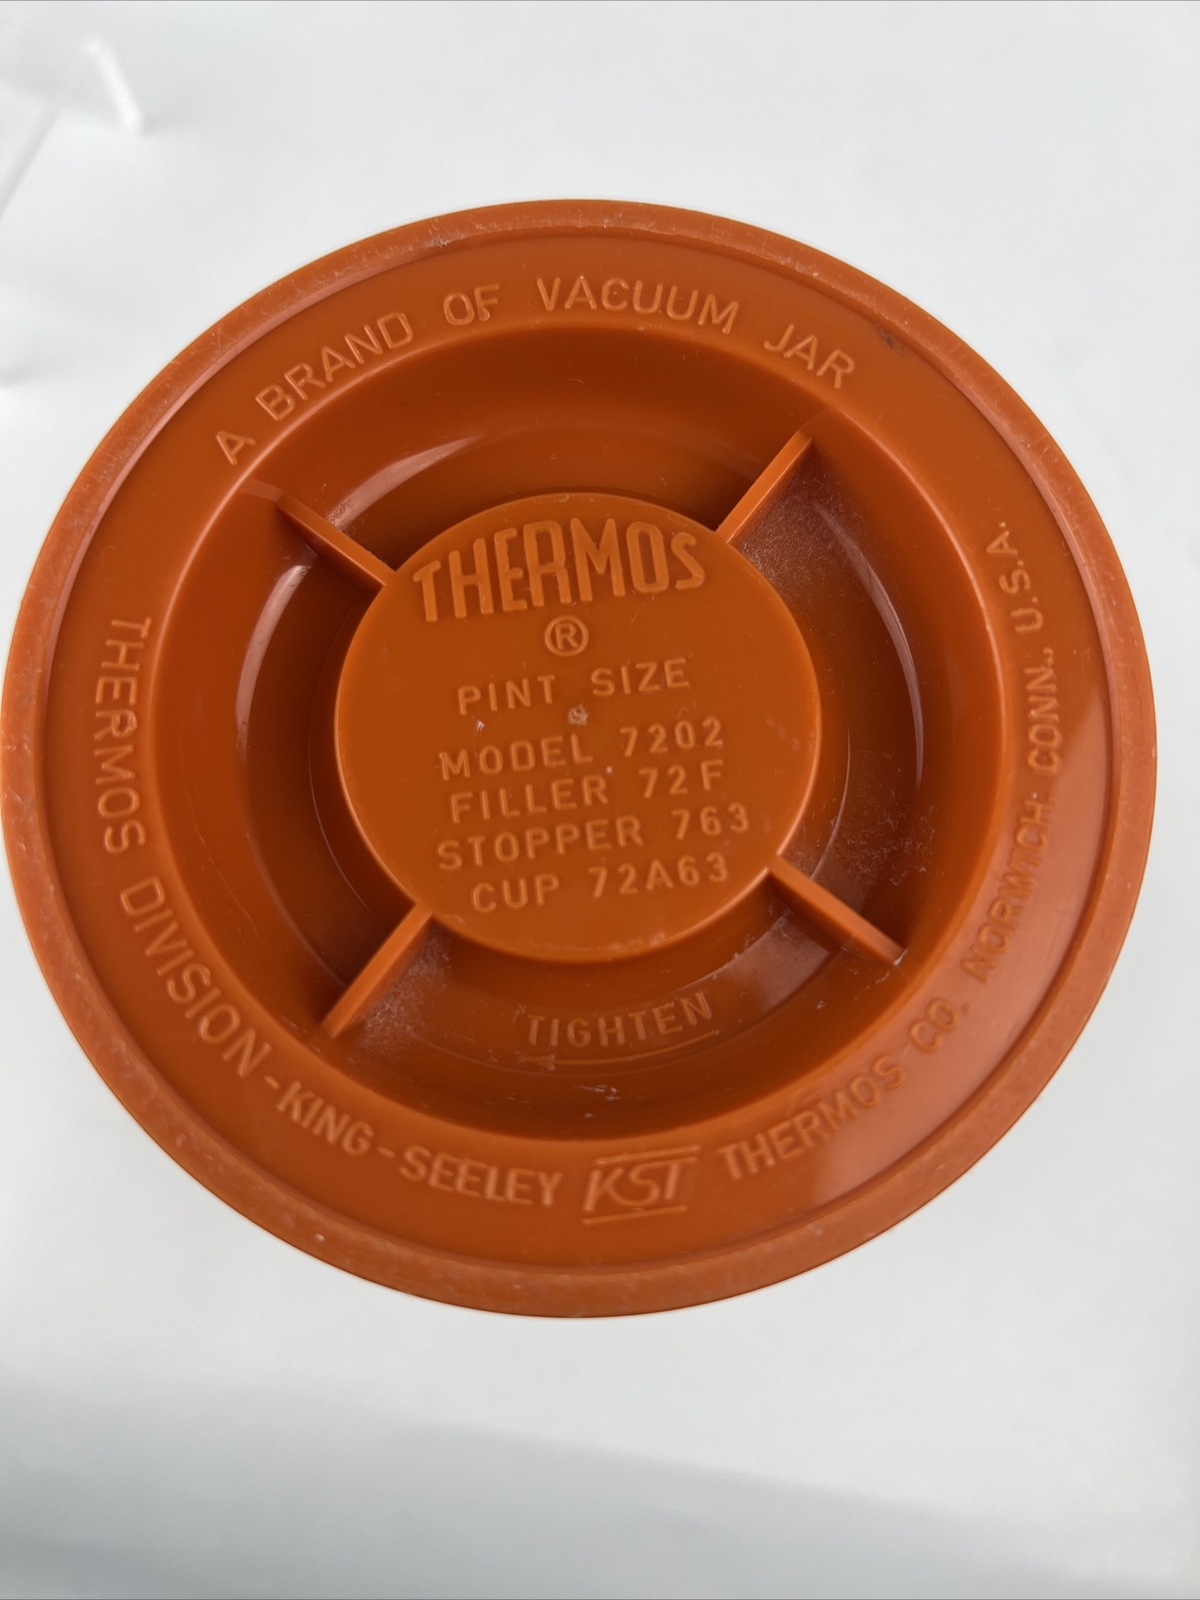 A BRAND OF VACUUM JAR
THERMOS
®
PINT SIZE
MODEL 7202
FILLER 72F
STOPPER 763
CUP 72A63
TIGHTEN
THERMOS DIVISION-KING-SEELEY KST THERMOS CO. NORWICH, CONN., U.S.A.